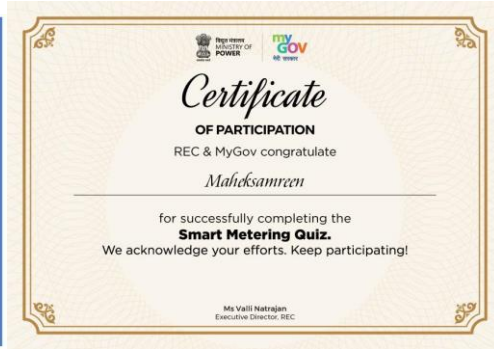 विद्युत मंत्रालय
MINISTRY OF
POWER
my
GOV
मेरी सरकार
Certificate
OF PARTICIPATION
REC & MyGov congratulate
Maheksamreen
for successfully completing the
Smart Metering Quiz.
We acknowledge your efforts. Keep participating!
Ms Valli Natrajan
Executive Director, REC